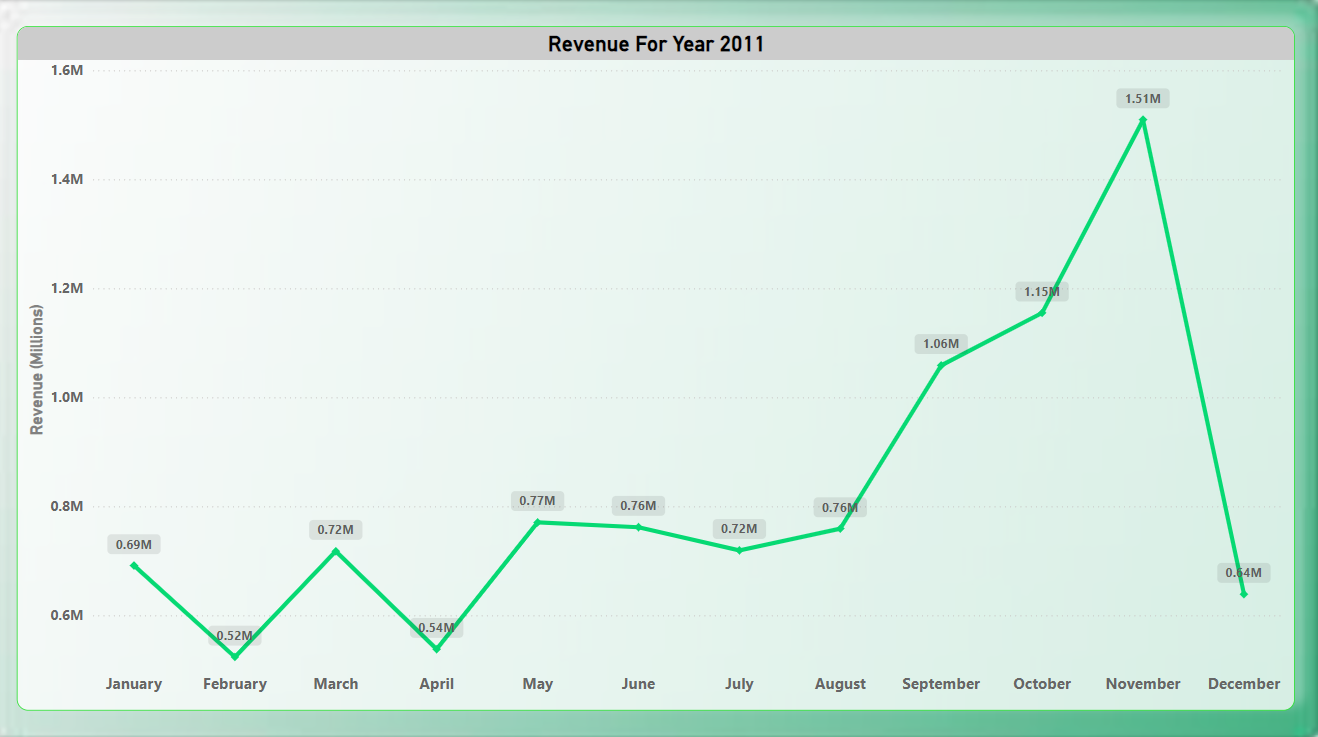 Revenue For Year 2011
Revenue (Millions)
1.6M
1.4M
1.2M
1.0M
0.8M
0.6M
0.69M
0.52M
0.72M
0.54M
0.77M
0.76M
0.72M
0.76M
1.06M
1.15M
1.51M
0.64M
January February March April May June July August September October November December